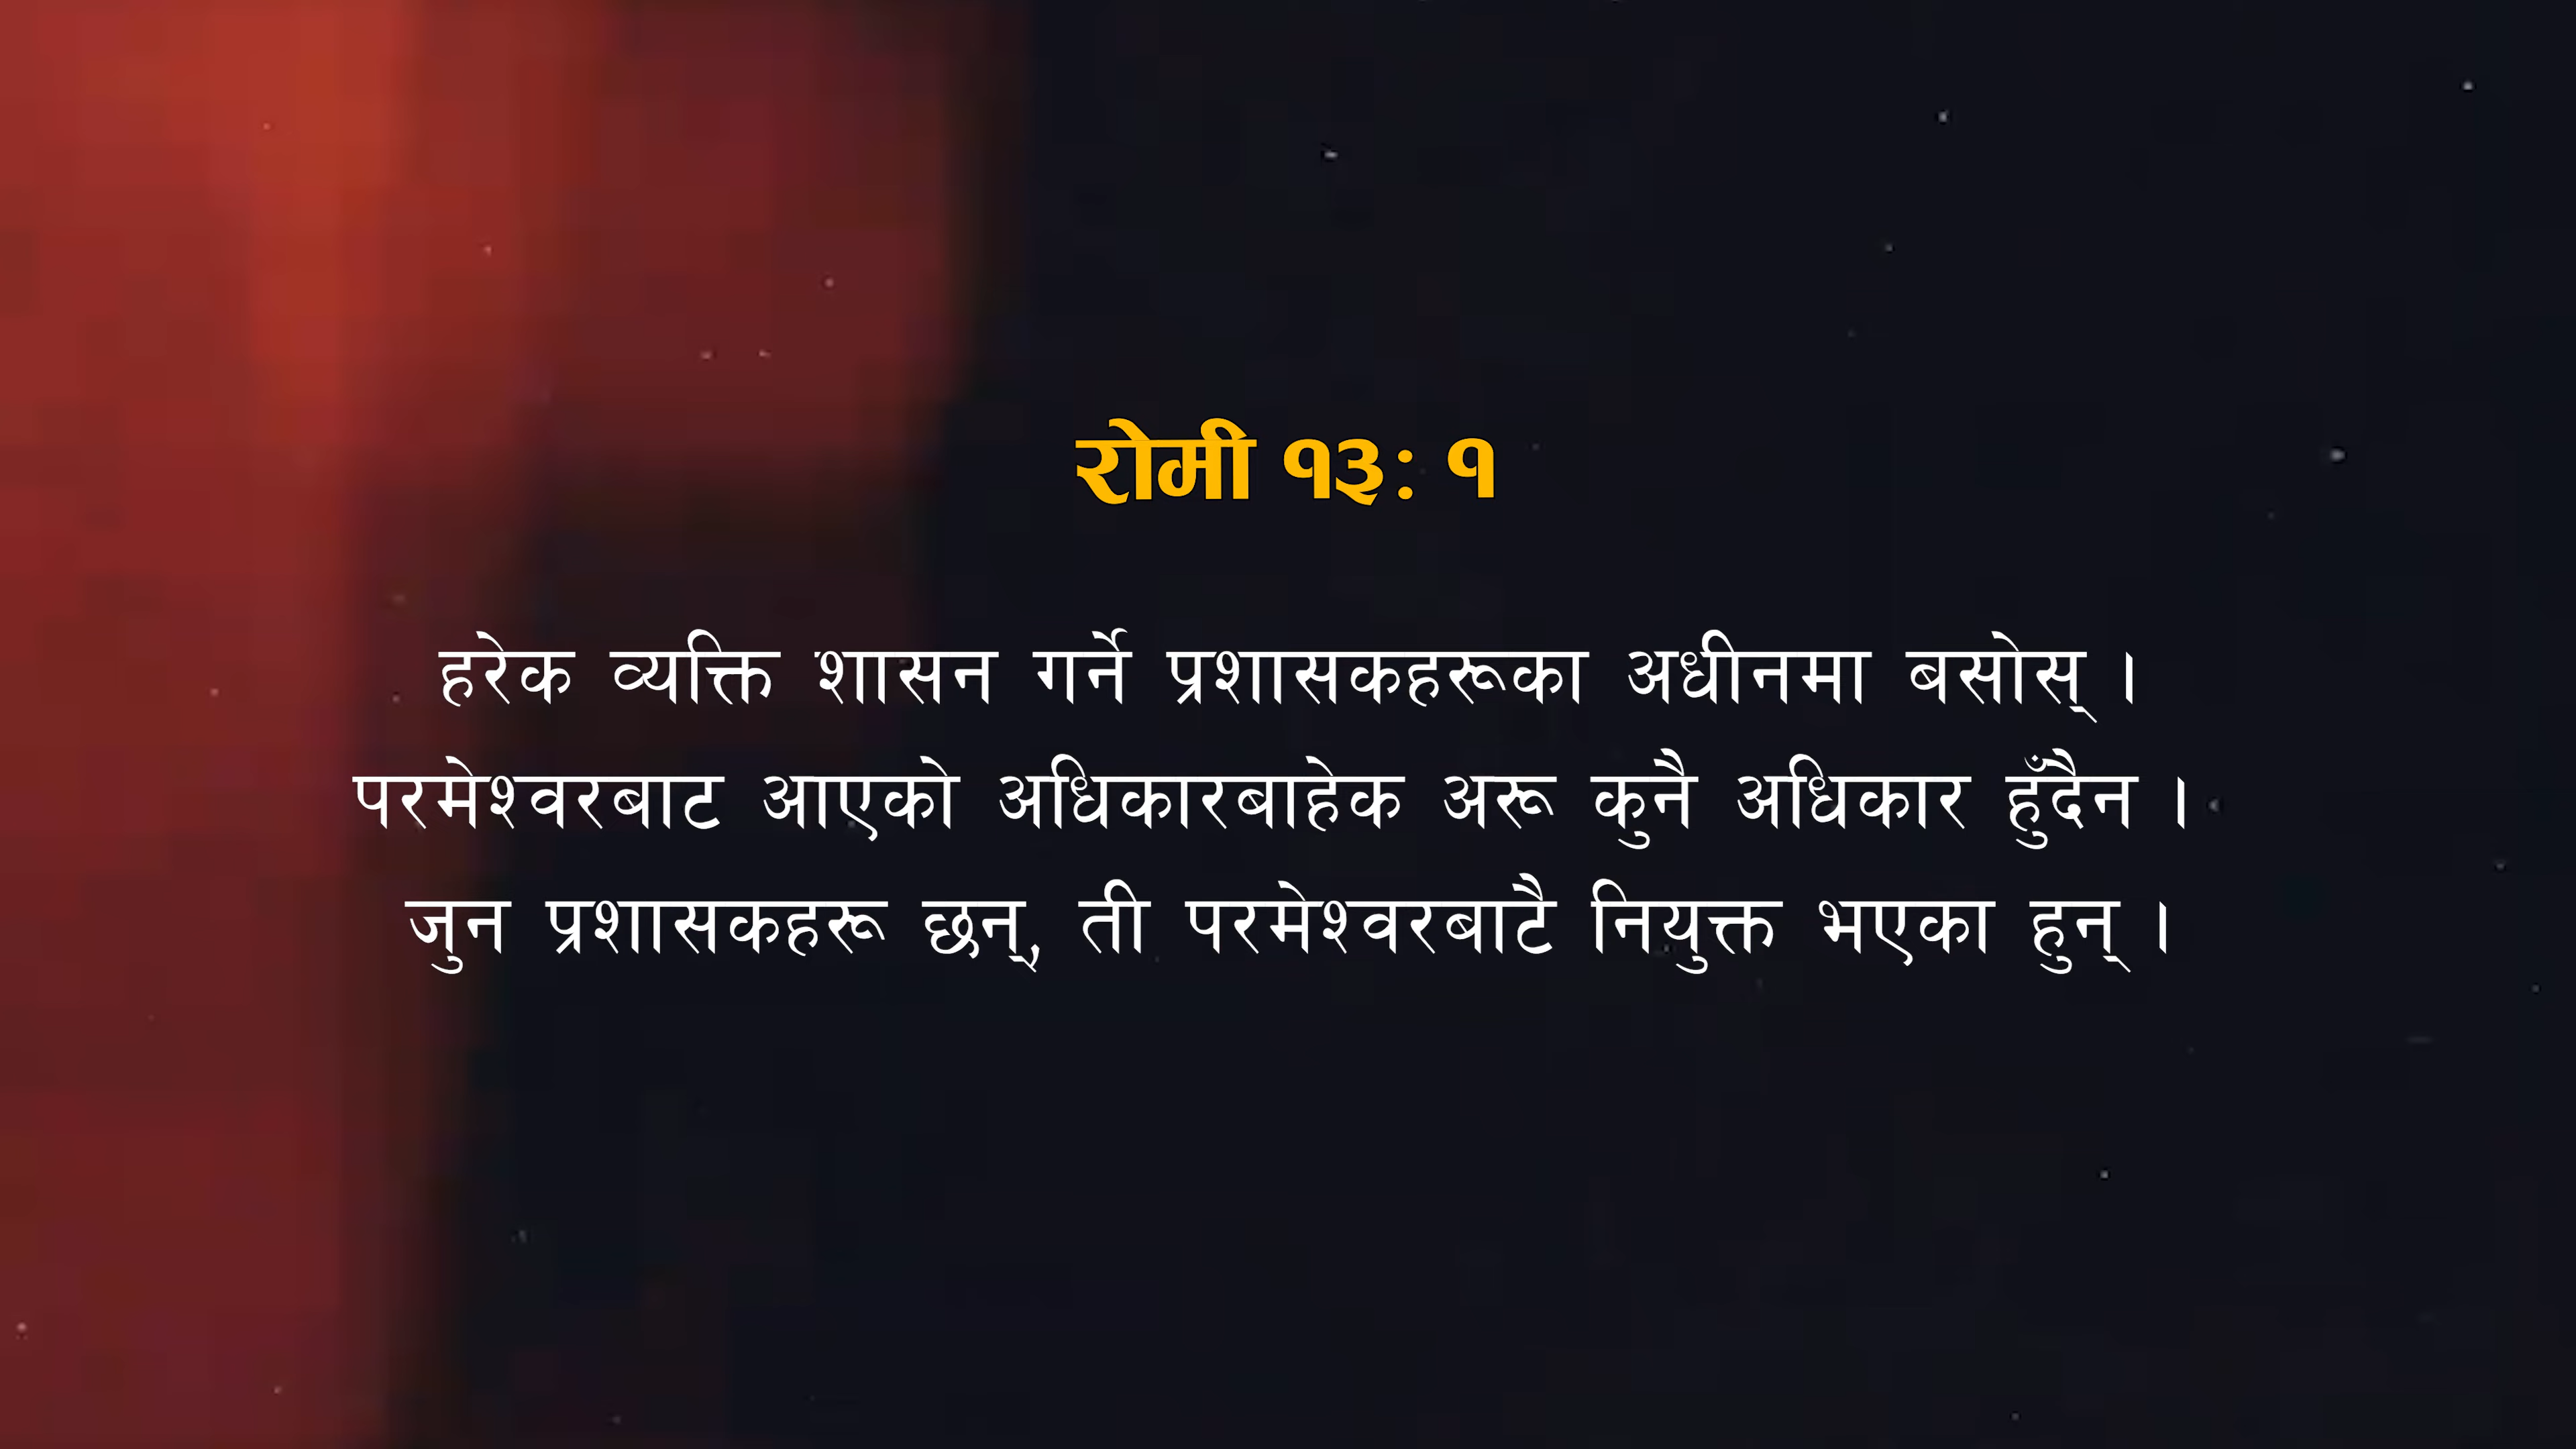 रोमी १३: १
हरेक व्यक्ति शासन गर्ने प्रशासकहरूका अधीनमा बसोस् ।
परमेश्वरबाट आएको अधिकारबाहेक अरू कुनै अधिकार हुँदैन ।
जुन प्रशासकहरू छन्, ती परमेश्वरबाटै नियुक्त भएका हुन् ।